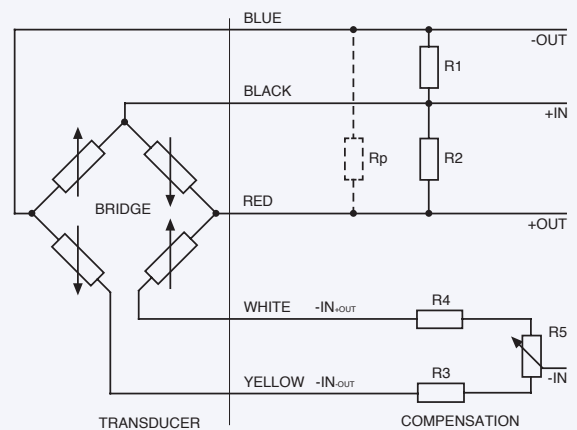 BLUE
-OUT
R1
BLACK
+IN
Rp
R2
BRIDGE
RED
+OUT
WHITE -IN+OUT
R4
R5
-IN
R3
YELLOW -IN-OUT
TRANSDUCER
COMPENSATION